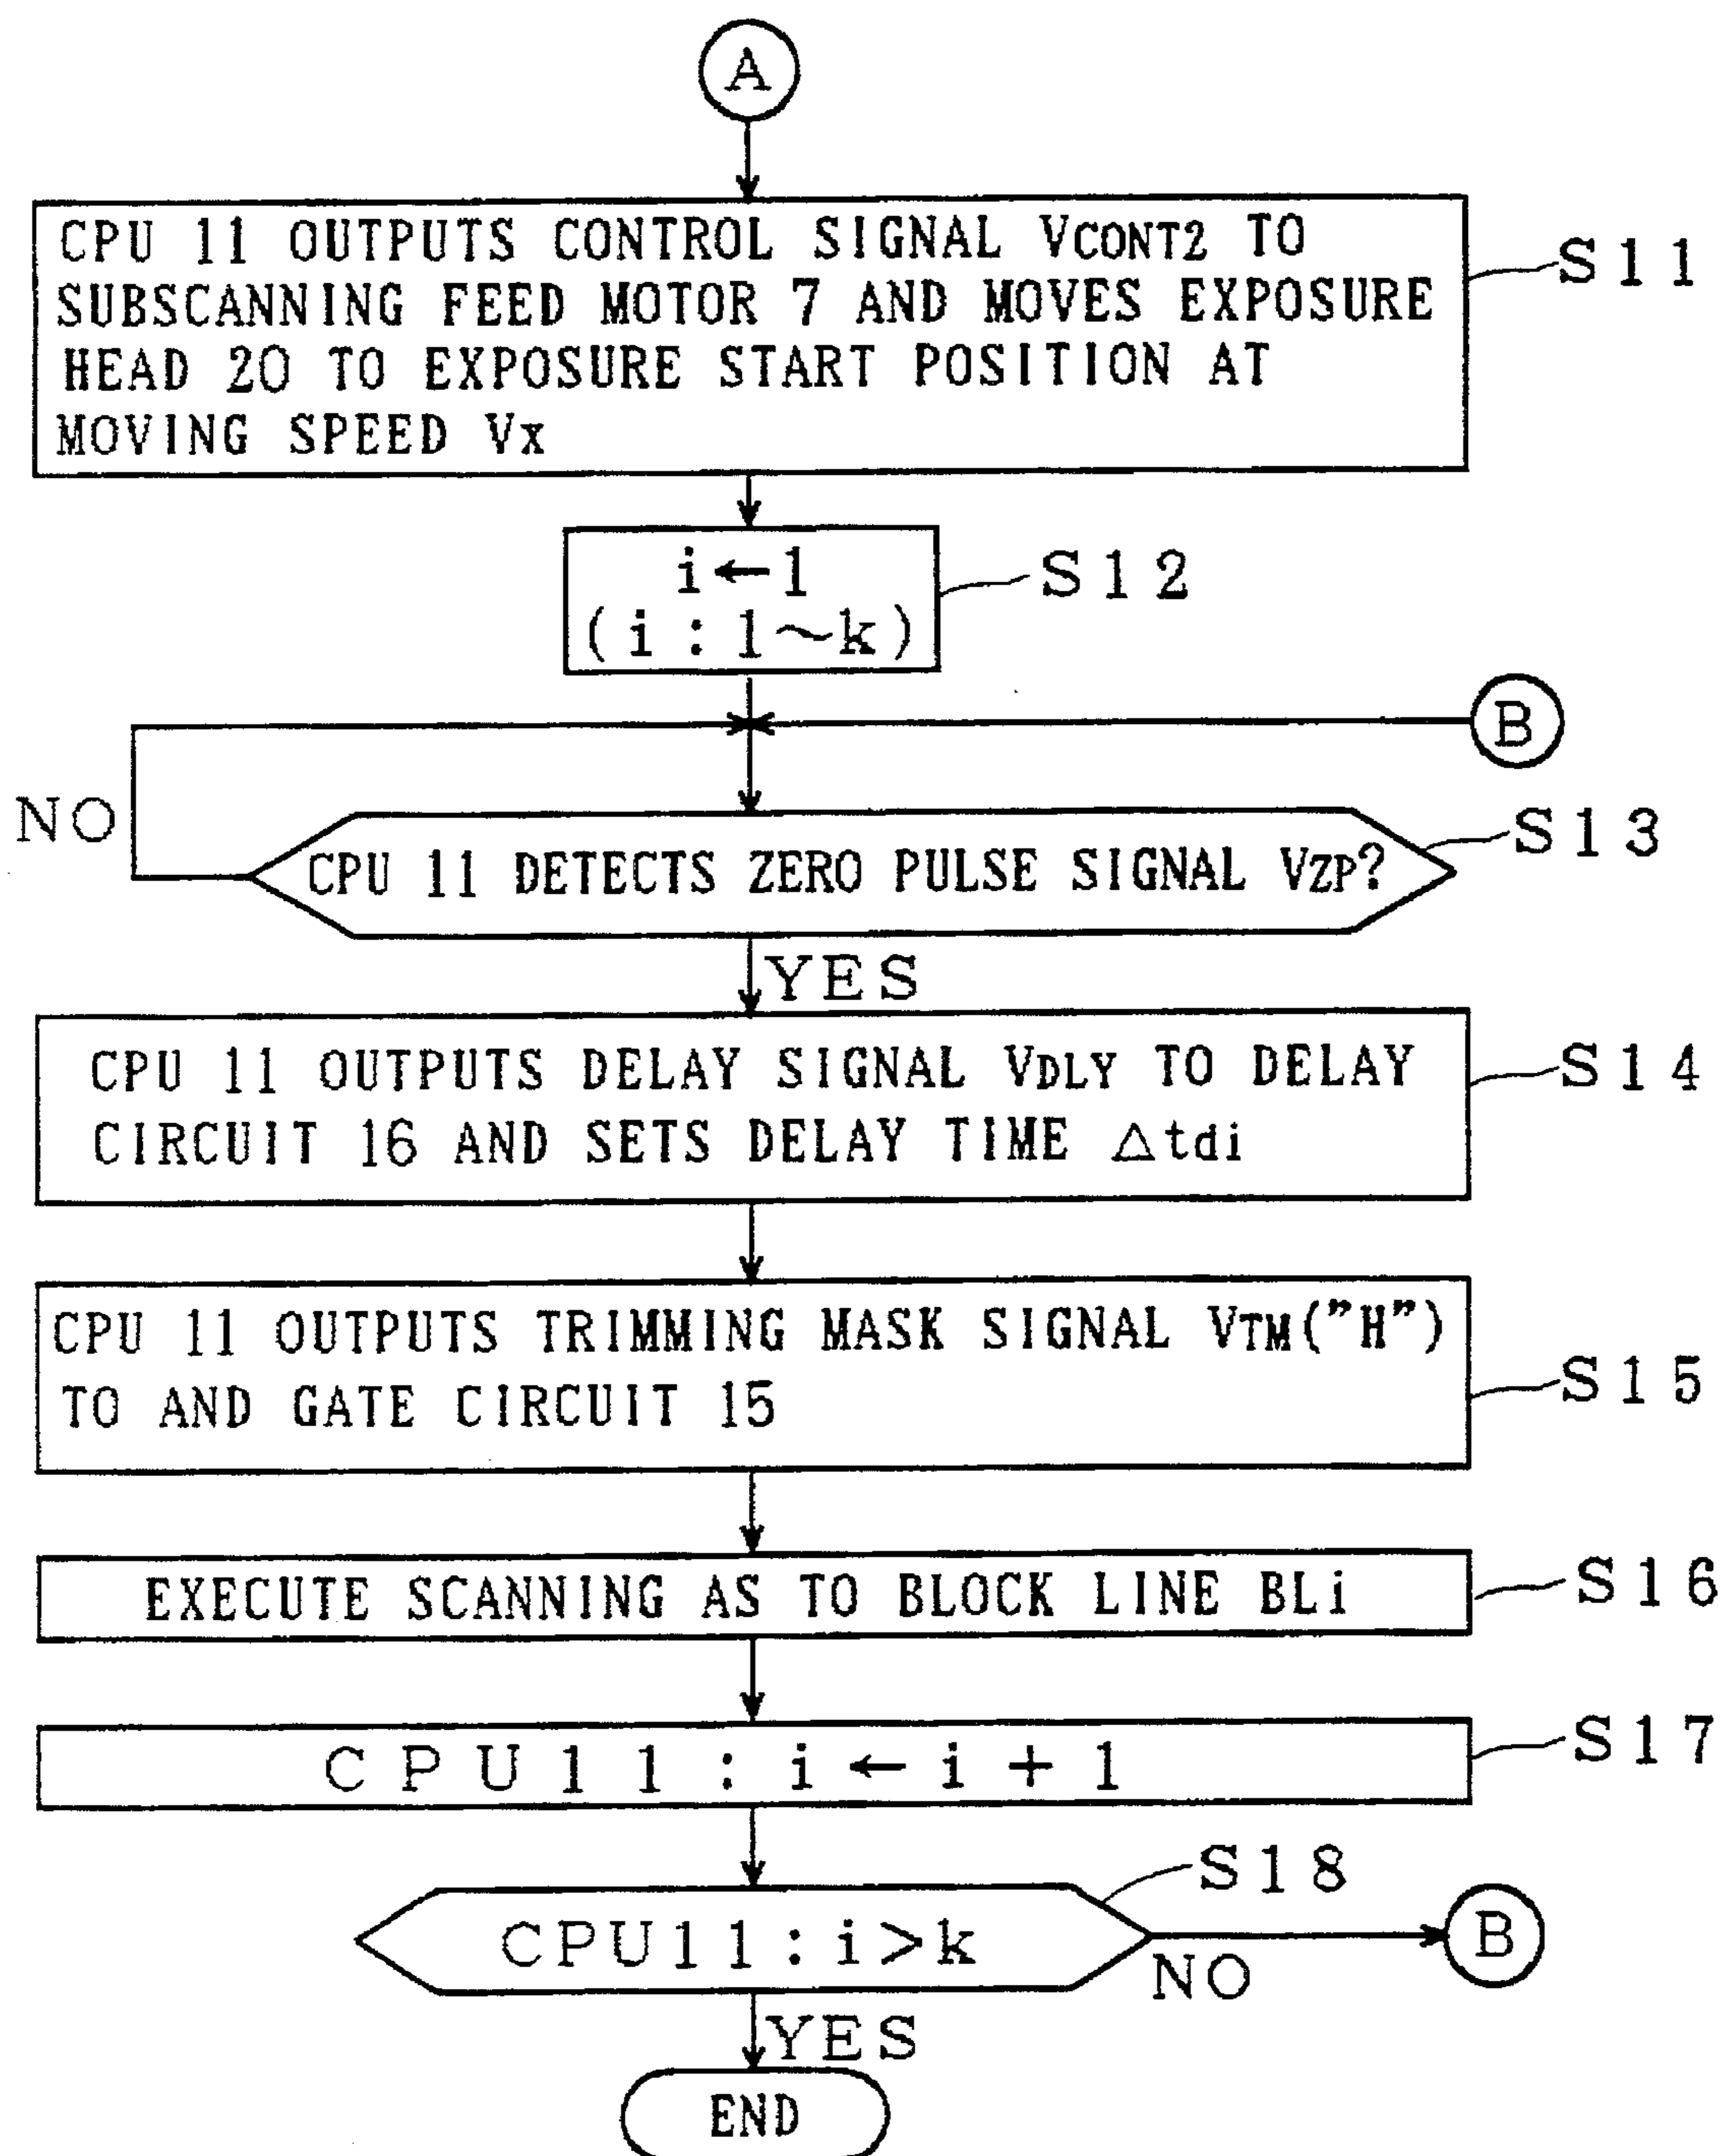 A
CPU 11 OUTPUTS CONTROL SIGNAL VCONT2 TO
SUBSCANNING FEED MOTOR 7 AND MOVES EXPOSURE
HEAD 20 TO EXPOSURE START POSITION AT
MOVING SPEED Vx
S11
i←1
(i:1~k)
S12
B
NO
CPU 11 DETECTS ZERO PULSE SIGNAL VZP?
S13
YES
CPU 11 OUTPUTS DELAY SIGNAL VDLY TO DELAY
CIRCUIT 16 AND SETS DELAY TIME △tdi
S14
CPU 11 OUTPUTS TRIMMING MASK SIGNAL VTM("H")
TO AND GATE CIRCUIT 15
S15
EXECUTE SCANNING AS TO BLOCK LINE BLi
S16
CPU11:i←i+1
S17
S18
CPU11:i>k
NO
B
YES
END